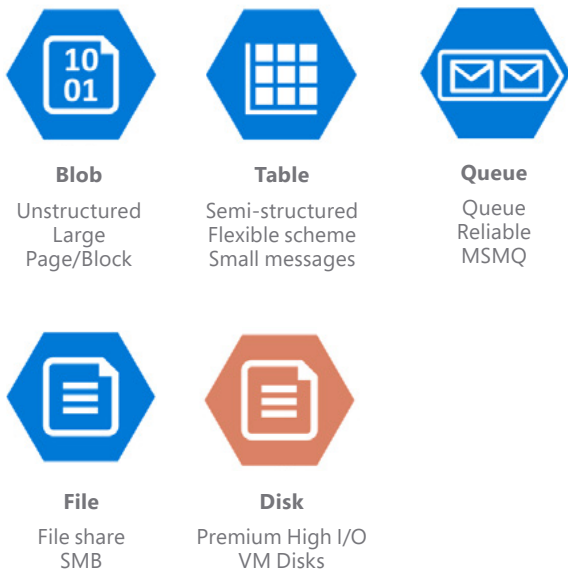 10
01
Blob
Unstructured
Large
Page/Block
Table
Semi-structured
Flexible scheme
Small messages
Queue
Queue
Reliable
MSMQ
File
File share
SMB
Disk
Premium High I/O
VM Disks